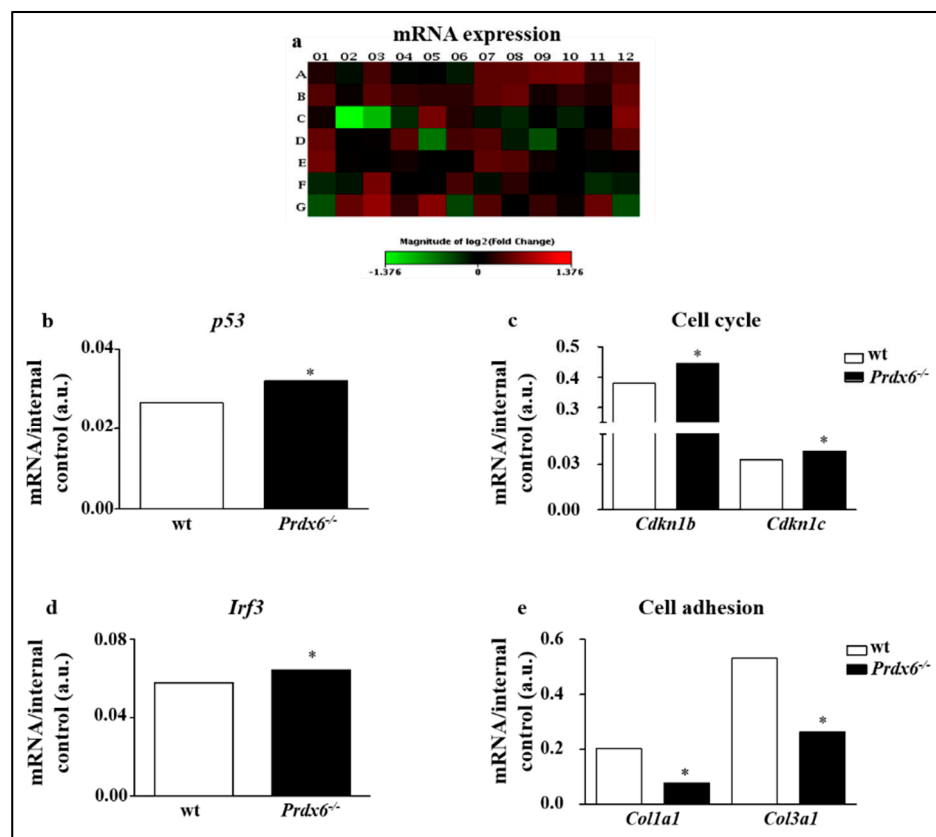 mRNA expression
a
01 02 03 04 05 06 07 08 09 10 11 12
A
B
C
D
E
F
G
Magnitude of log2(Fold Change)
-1.376 0 1.376
b
p53
mRNA/internal
control (a.u.)
0.04
0.02
0.00
*
wt Prdx6-/-
c
Cell cycle
mRNA/internal
control (a.u.)
0.5
0.4
0.3
0.03
0.00
* *
Cdkn1b Cdkn1c
wt
Prdx6-/-
d
Irf3
mRNA/internal
control (a.u.)
0.08
0.04
0.00
*
wt Prdx6-/-
e
Cell adhesion
mRNA/internal
control (a.u.)
0.6
0.4
0.2
0.0
* *
Col1a1 Col3a1
wt
Prdx6-/-